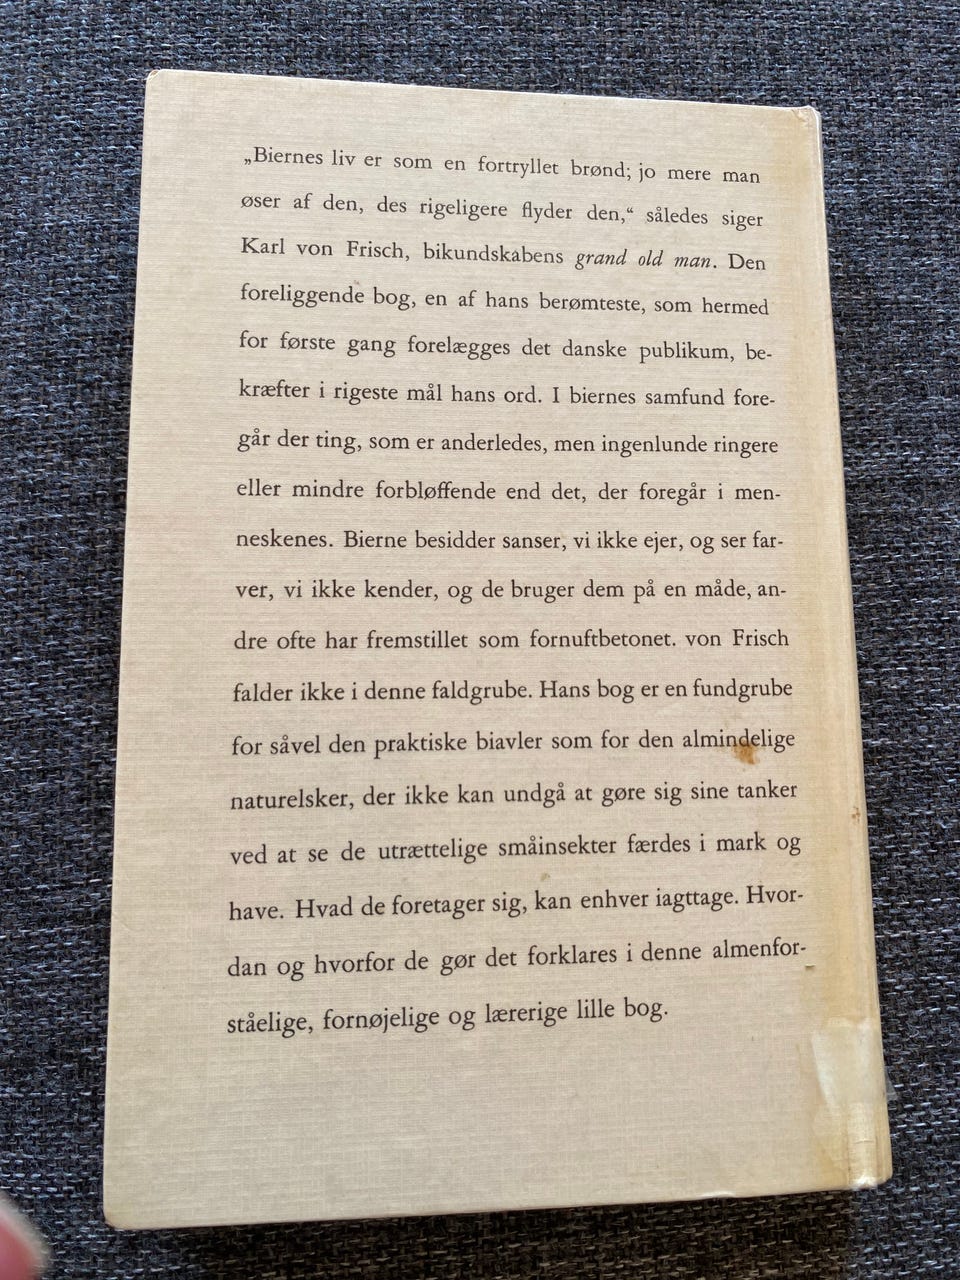 „Biernes liv er som en fortryllet brønd; jo mere man
øser af den, des rigeligere flyder den,“ således siger
Karl von Frisch, bikundskabens grand old man. Den
foreliggende bog, en af hans berømteste, som hermed
for første gang forelægges det danske publikum, be-
kræfter i rigeste mål hans ord. I biernes samfund fore-
går der ting, som er anderledes, men ingenlunde ringere
eller mindre forbløffende end det, der foregår i men-
neskenes. Bierne besidder sanser, vi ikke ejer, og ser far-
ver, vi ikke kender, og de bruger dem på en måde, an-
dre ofte har fremstillet som fornuftbetonet. von Frisch
falder ikke i denne faldgrube. Hans bog er en fundgrube
for såvel den praktiske biavler som for den almindelige
naturelsker, der ikke kan undgå at gøre sig sine tanker
ved at se de utrættelige småinsekter færdes i mark og
have. Hvad de foretager sig, kan enhver iagttage. Hvor-
dan og hvorfor de gør det forklares i denne almenfor-
ståelige, fornøjelige og lærerige lille bog.